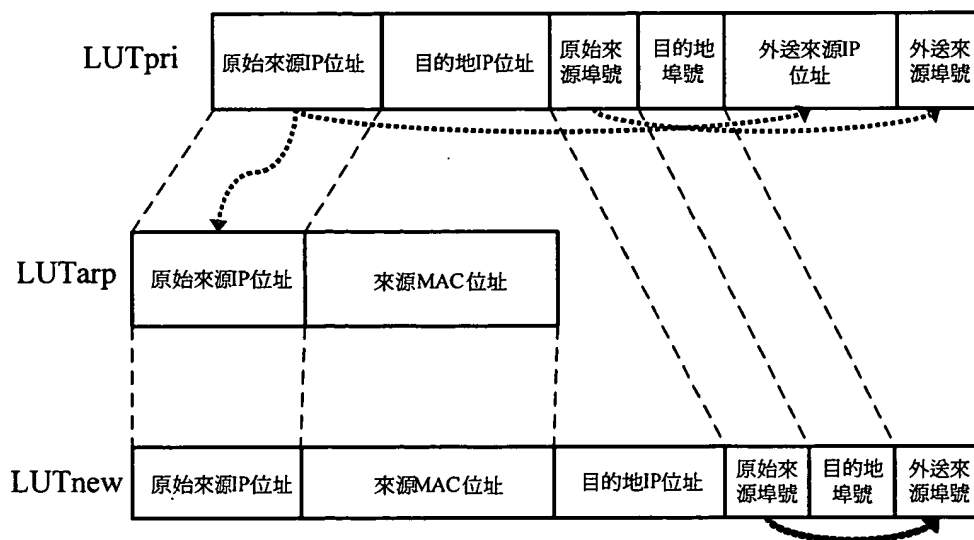 LUTpri
原始來源IP位址
目的地IP位址
原始來
源埠號
目的地
埠號
外送來源IP
位址
外送來
源埠號
LUTarp
原始來源IP位址
來源MAC位址
LUTnew
原始來源IP位址
來源MAC位址
目的地IP位址
原始來
源埠號
目的地
埠號
外送來
源埠號